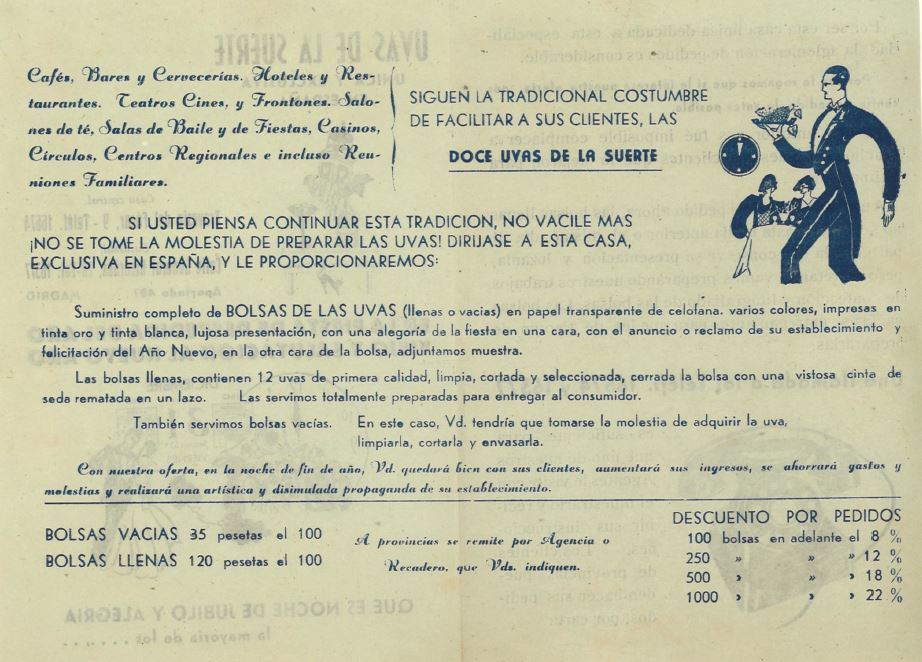 Cafés, Bares y Cervecerías. Hoteles y Res-
taurantes. Teatros Cines, y Frontones. Salo-
nes de té, Salas de Baile y de Fiestas, Casinos,
Círculos, Centros Regionales e incluso Reu-
niones Familiares.
SIGUEN LA TRADICIONAL COSTUMBRE
DE FACILITAR A SUS CLIENTES, LAS
DOCE UVAS DE LA SUERTE
SI USTED PIENSA CONTINUAR ESTA TRADICION, NO VACILE MAS
¡NO SE TOME LA MOLESTIA DE PREPARAR LAS UVAS! DIRIJASE A ESTA CASA,
EXCLUSIVA EN ESPAÑA, Y LE PROPORCIONAREMOS:
Suministro completo de BOLSAS DE LAS UVAS (llenas o vacias) en papel transparente de celofana. varios colores, impresas en
tinta oro y tinta blanca, lujosa presentación, con una alegoría de la fiesta en una cara, con el anuncio o reclamo de su establecimiento y
felicitación del Año Nuevo, en la otra cara de la bolsa, adjuntamos muestra.
Las bolsas llenas, contienen 12 uvas de primera calidad, limpia, cortada y seleccionada, cerrada la bolsa con una vistosa cinta de
seda rematada en un lazo. Las servimos totalmente preparadas para entregar al consumidor.
También servimos bolsas vacías. En este caso, Vd. tendría que tomarse la molestia de adquirir la uva,
limpiarla, cortarla y envasarla.
Con nuestra oferta, en la noche de fin de año, Vd. quedará bien con sus clientes, aumentará sus ingresos, se ahorrará gastos y
molestias y realizará una artística y disimulada propaganda de su establecimiento.
BOLSAS VACIAS 35 pesetas el 100
BOLSAS LLENAS 120 pesetas el 100
A provincias se remite por Agencia o
Recadero, que Vds. indiquen.
DESCUENTO POR PEDIDOS
100 bolsas en adelante el 8 %
250 » » » 12 %
500 » » » 18 %
1000 » » » 22 %